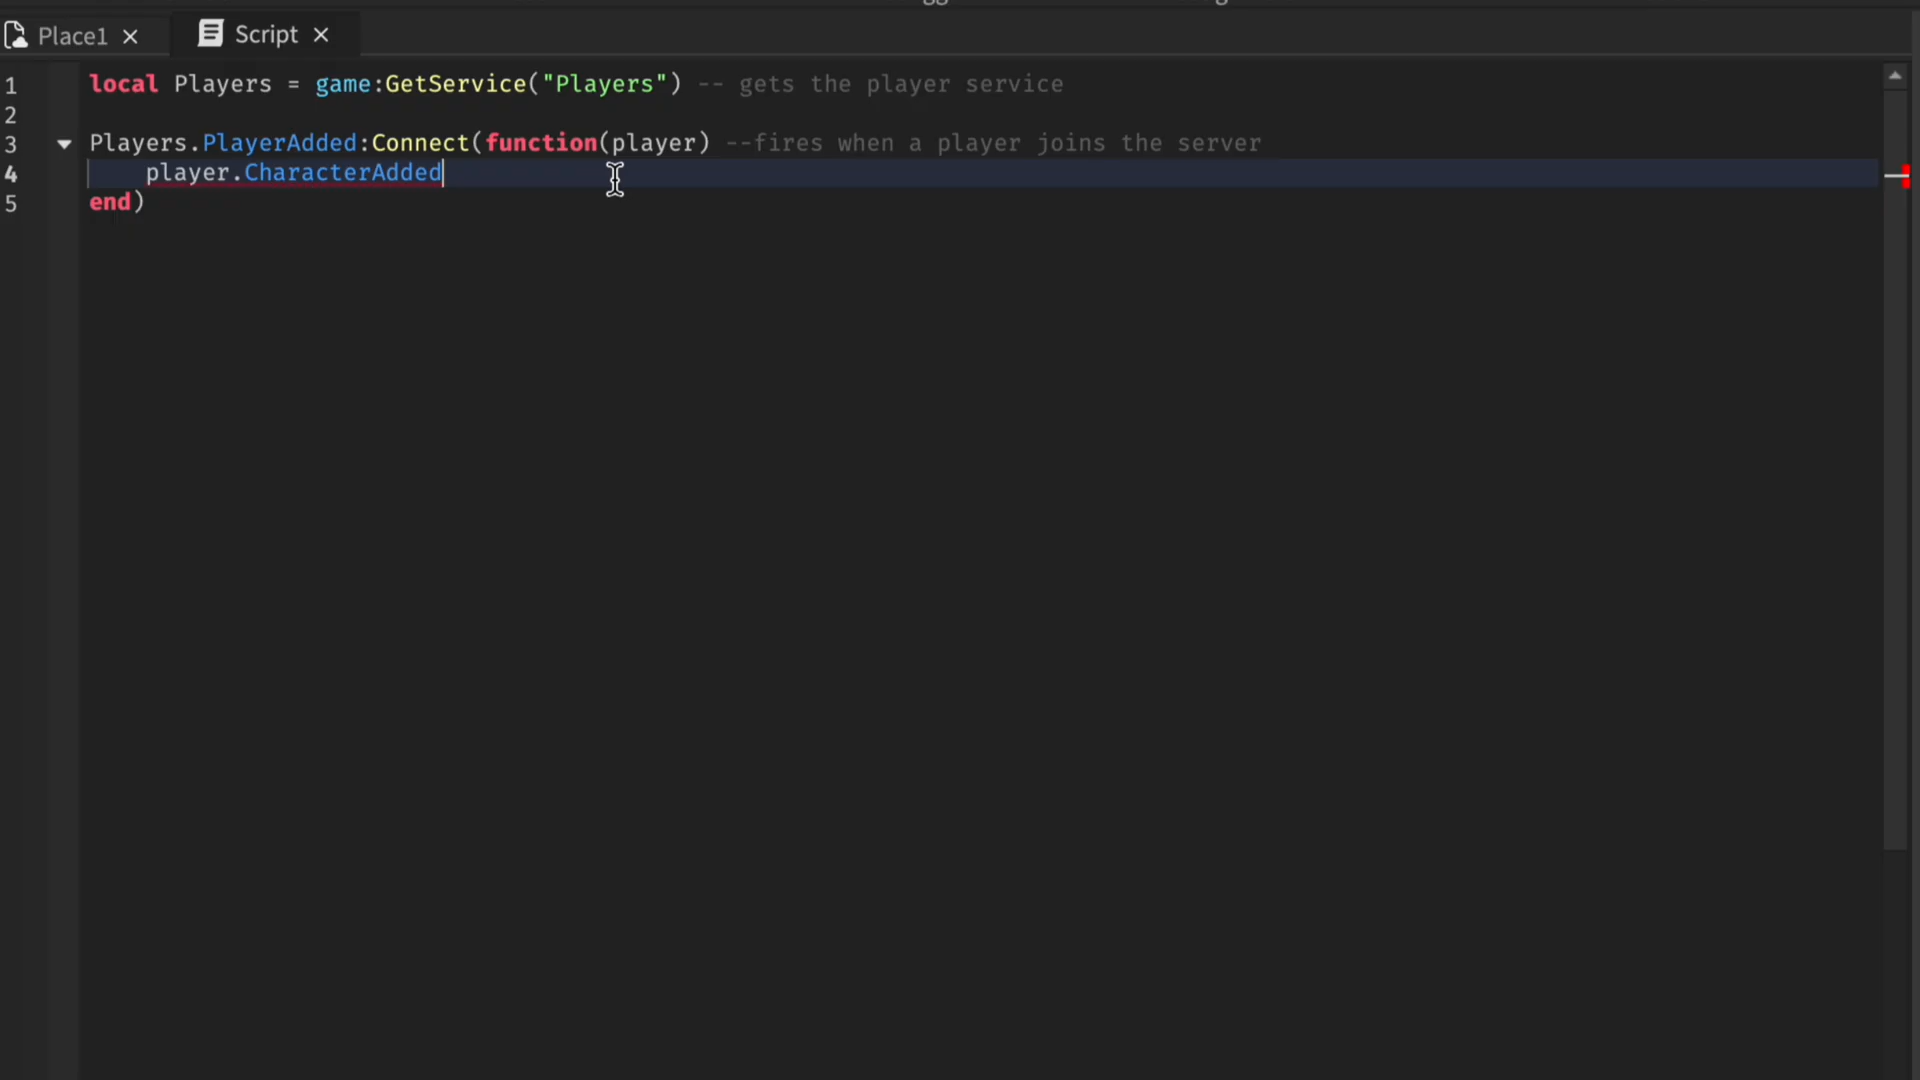 Place1
Script
1 local Players = game:GetService("Players") -- gets the player service
2
3 Players.PlayerAdded:Connect(function(player) --fires when a player joins the server
4 player.CharacterAdded
5 end)